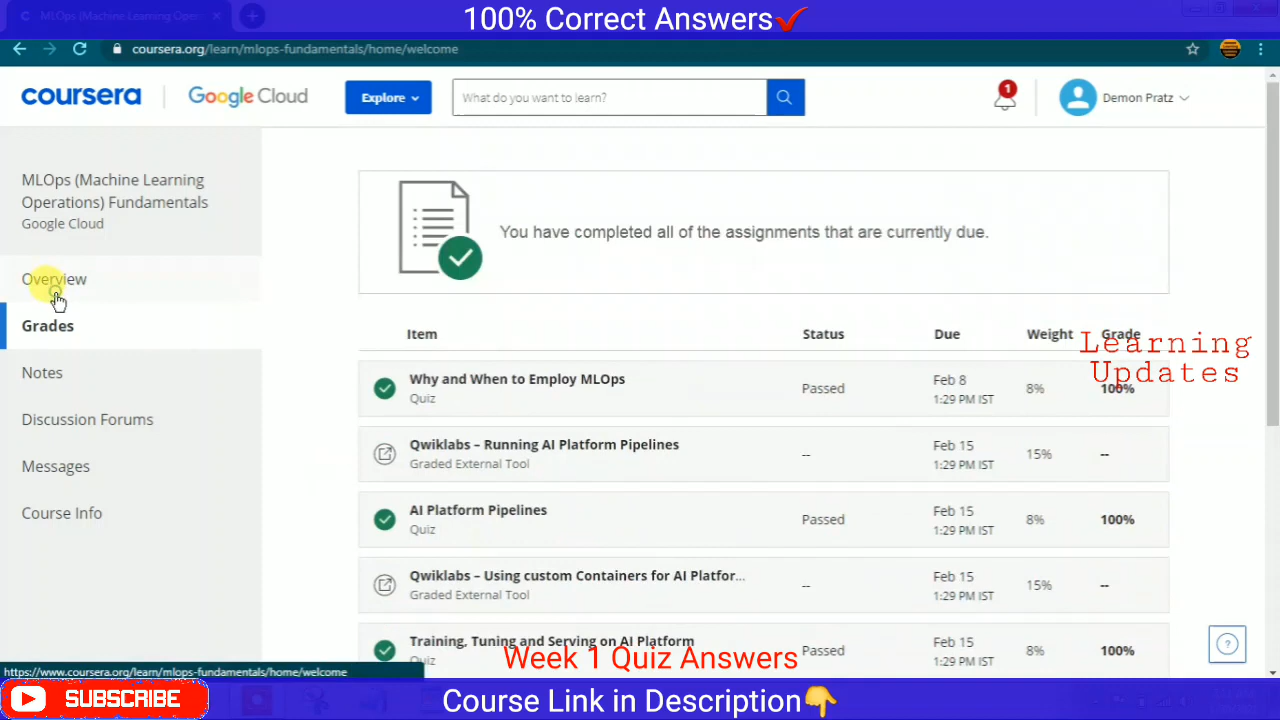 MLOps (Machine Learning Oper
100% Correct Answers
coursera.org/learn/mlops-fundamentals/home/welcome
coursera
Google Cloud
Explore
What do you want to learn?
1
Demon Pratz
MLOps (Machine Learning
Operations) Fundamentals
Google Cloud
Overview
Grades
Notes
Discussion Forums
Messages
Course Info
You have completed all of the assignments that are currently due.
Item Status Due Weight Grade
Learning
Updates
Why and When to Employ MLOps
Quiz
Passed
Feb 8
1:29 PM IST
8%
100%
Qwiklabs – Running AI Platform Pipelines
Graded External Tool
--
Feb 15
1:29 PM IST
15%
--
AI Platform Pipelines
Quiz
Passed
Feb 15
1:29 PM IST
8%
100%
Qwiklabs – Using custom Containers for AI Platfor...
Graded External Tool
--
Feb 15
1:29 PM IST
15%
--
Training, Tuning and Serving on AI Platform
Quiz
Passed
Feb 15
1:29 PM IST
8%
100%
?
Week 1 Quiz Answers
https://www.coursera.org/learn/mlops-fundamentals/home/welcome
SUBSCRIBE
Course Link in Description